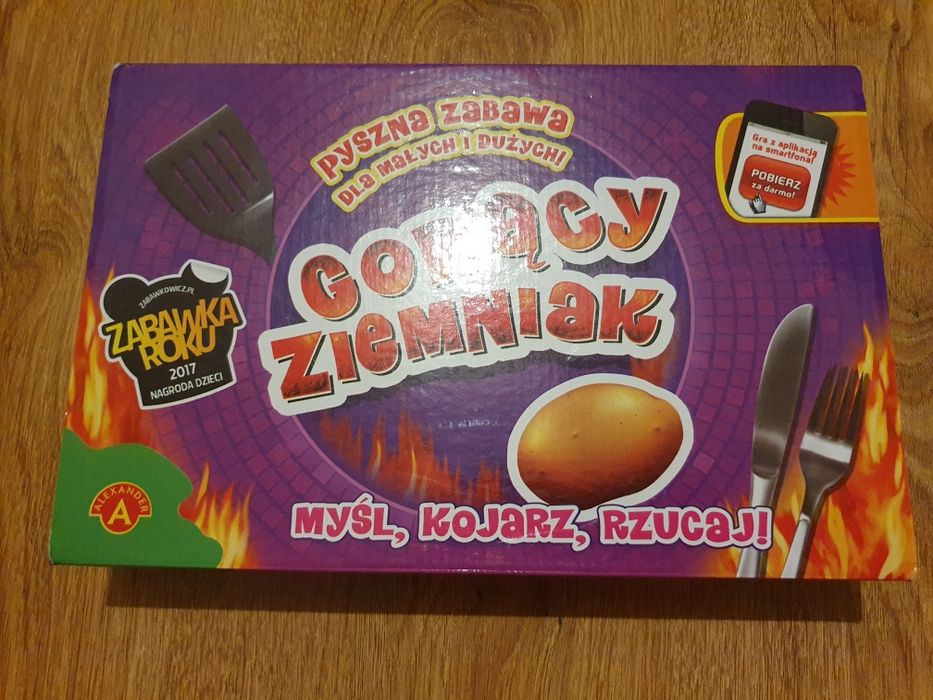 PYSZNA ZABAWA
DLA MAŁYCH I DUŻYCH!
GORĄCY
ZIEMNIAK
Gra z aplikacją
na smartfona!
POBIERZ
za darmo!
ZABAWKOWICZ.PL
ZABAWKA
ROKU
2017
NAGRODA DZIECI
ALEXANDER
A
MYŚL, KOJARZ, RZUCAJ!